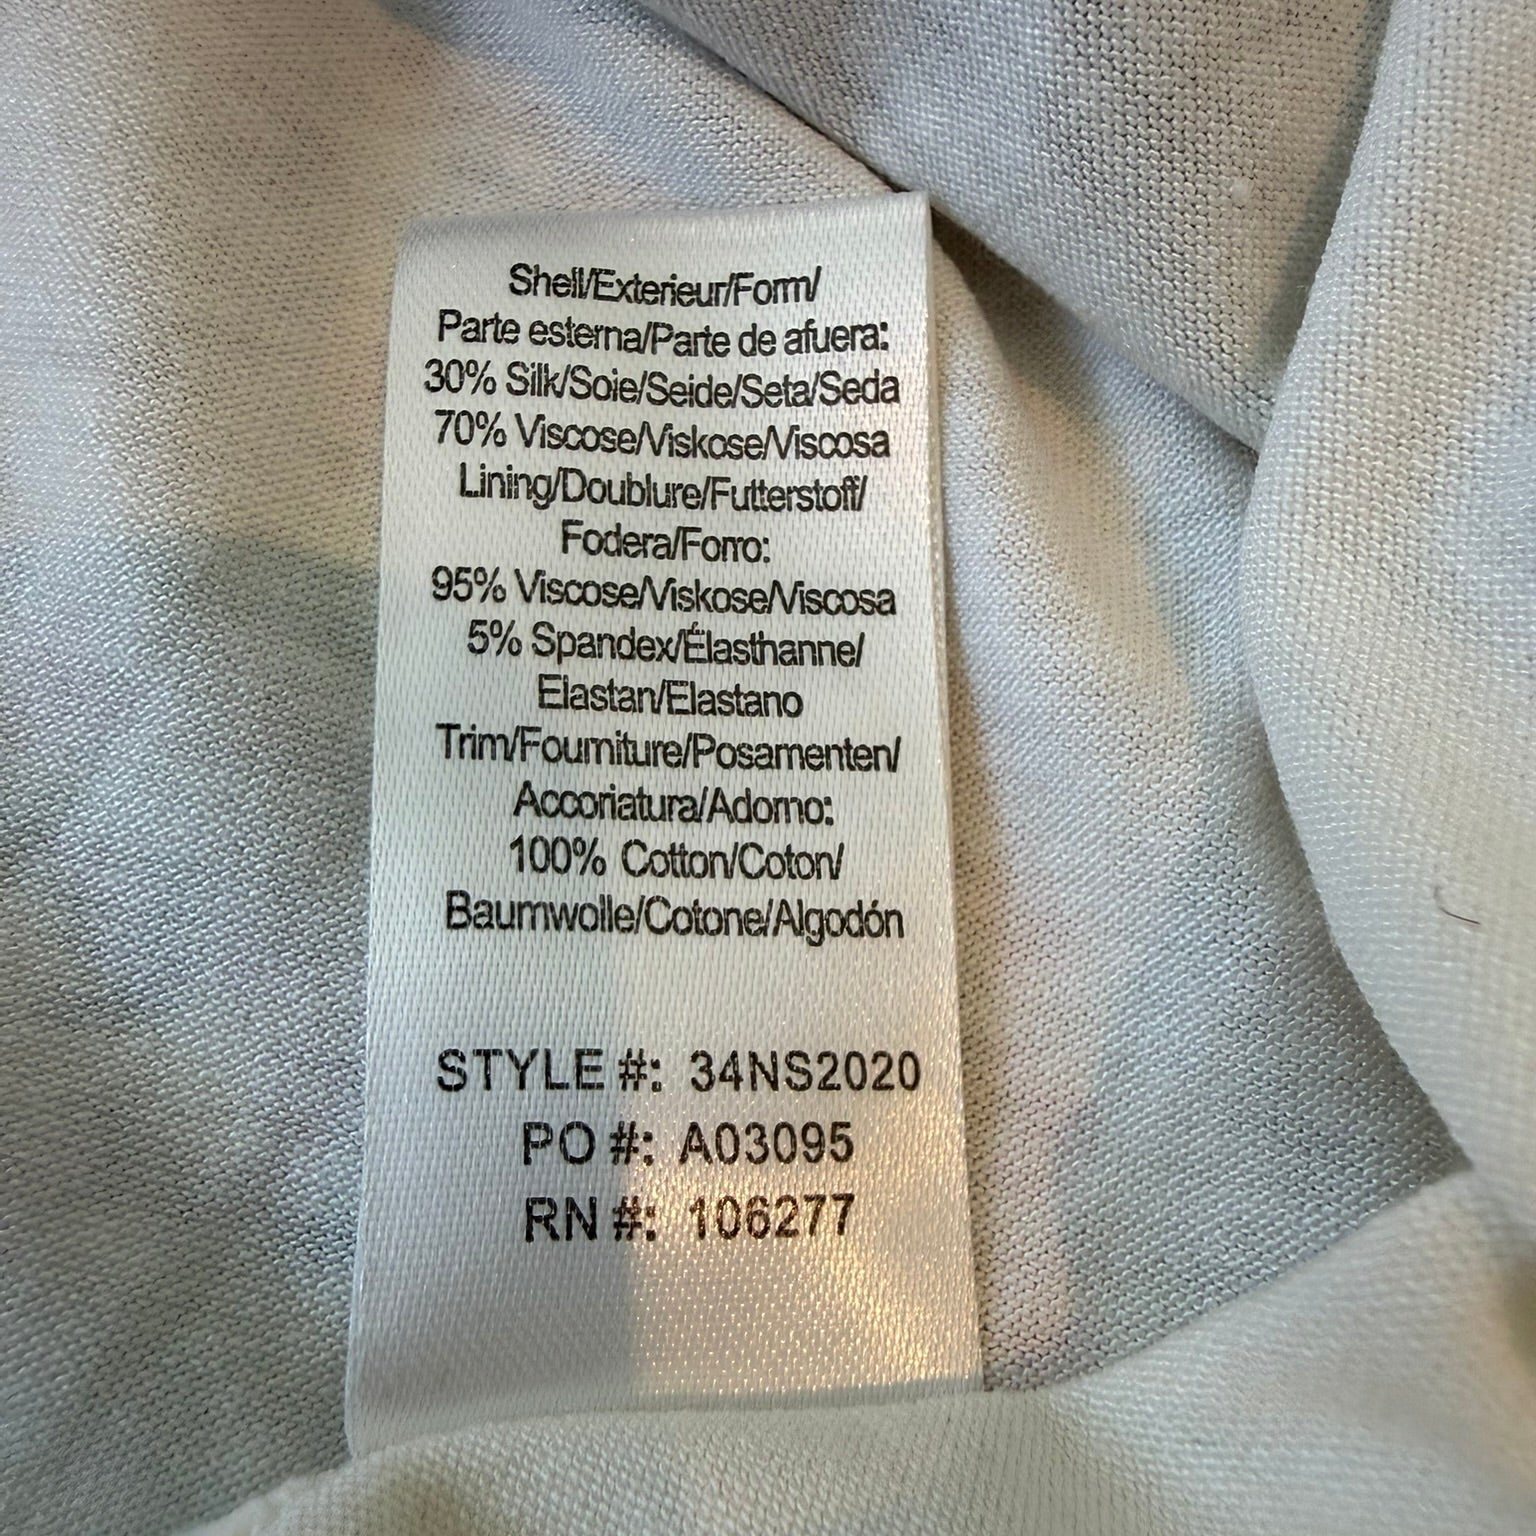 Shell/Exterieur/Form/
Parte esterna/Parte de afuera:
30% Silk/Soie/Seide/Seta/Seda
70% Viscose/Viskose/Viscosa
Lining/Doublure/Futterstoff/
Fodera/Forro:
95% Viscose/Viskose/Viscosa
5% Spandex/Élasthanne/
Elastan/Elastano
Trim/Fourniture/Posamenten/
Accoriatura/Adorno:
100% Cotton/Coton/
Baumwolle/Cotone/Algodón
STYLE #: 34NS2020
PO #: A03095
RN #: 106277